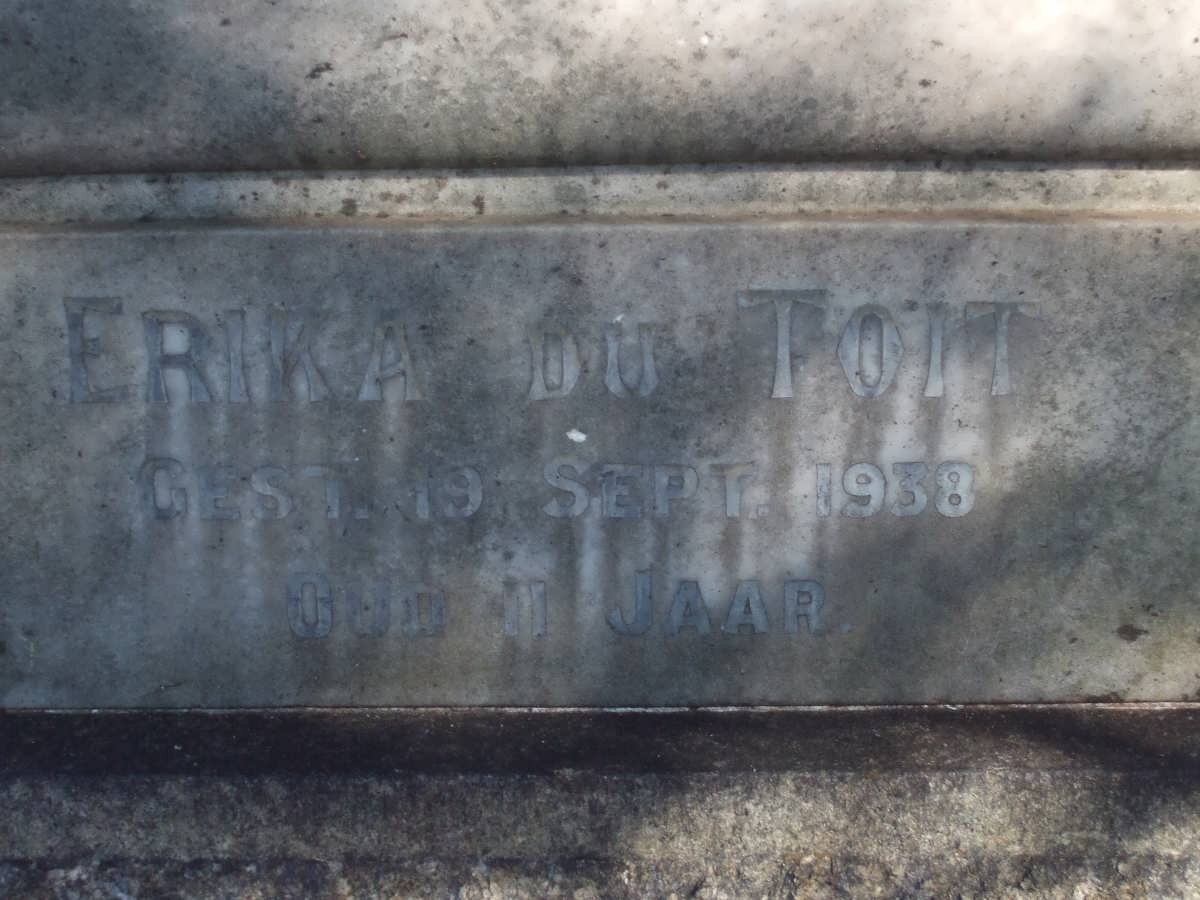 ERIKA DU TOIT
GEST. 19 SEPT. 1938
OUD 11 JAAR.